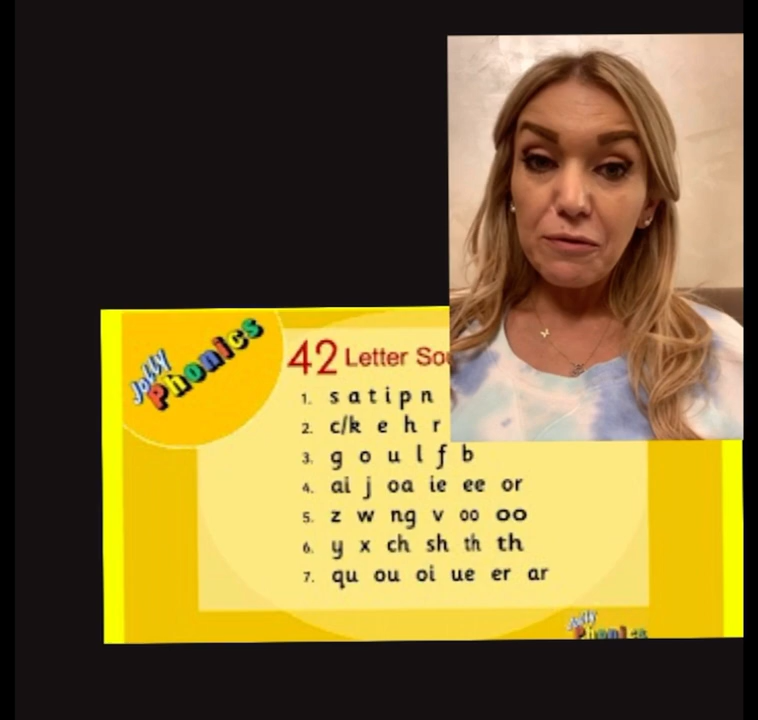 Jolly Phonics
42 Letter Sou
1. s a t i p n
2. c/k e h r
3. g o u l f b
4. ai j oa ie ee or
5. z w ng v oo oo
6. y x ch sh th th
7. qu ou oi ue er ar
Jolly Phonics